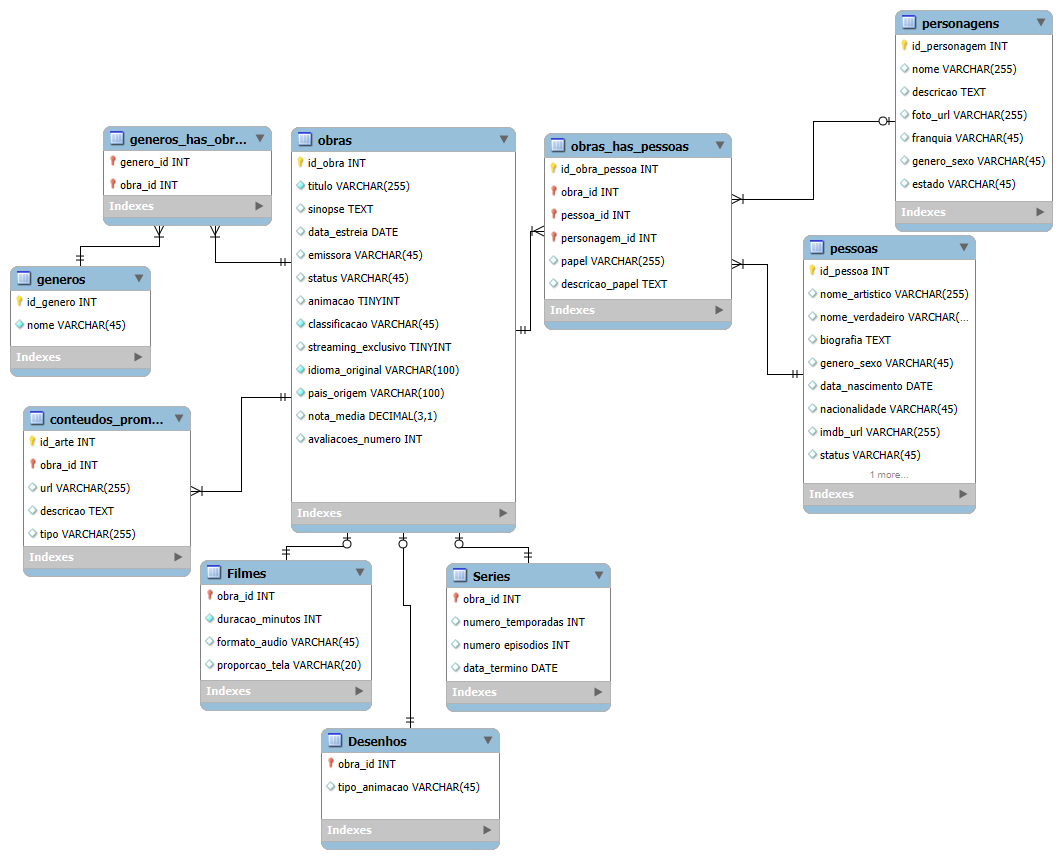 personagens
id_personagem INT
nome VARCHAR(255)
descricao TEXT
foto_url VARCHAR(255)
franquia VARCHAR(45)
genero_sexo VARCHAR(45)
estado VARCHAR(45)
Indexes
generos_has_obr...
genero_id INT
obra_id INT
Indexes
obras
id_obra INT
titulo VARCHAR(255)
sinopse TEXT
data_estreia DATE
emissora VARCHAR(45)
status VARCHAR(45)
animacao TINYINT
classificacao VARCHAR(45)
streaming_exclusivo TINYINT
idioma_original VARCHAR(100)
pais_origem VARCHAR(100)
nota_media DECIMAL(3,1)
avaliacoes_numero INT
Indexes
obras_has_pessoas
id_obra_pessoa INT
obra_id INT
pessoa_id INT
personagem_id INT
papel VARCHAR(255)
descricao_papel TEXT
Indexes
pessoas
id_pessoa INT
nome_artistico VARCHAR(255)
nome_verdadeiro VARCHAR(...
biografia TEXT
genero_sexo VARCHAR(45)
data_nascimento DATE
nacionalidade VARCHAR(45)
imdb_url VARCHAR(255)
status VARCHAR(45)
1 more...
Indexes
generos
id_genero INT
nome VARCHAR(45)
Indexes
conteudos_prom...
id_arte INT
obra_id INT
url VARCHAR(255)
descricao TEXT
tipo VARCHAR(255)
Indexes
Filmes
obra_id INT
duracao_minutos INT
formato_audio VARCHAR(45)
proporcao_tela VARCHAR(20)
Indexes
Series
obra_id INT
numero_temporadas INT
numero episodios INT
data_termino DATE
Indexes
Desenhos
obra_id INT
tipo_animacao VARCHAR(45)
Indexes